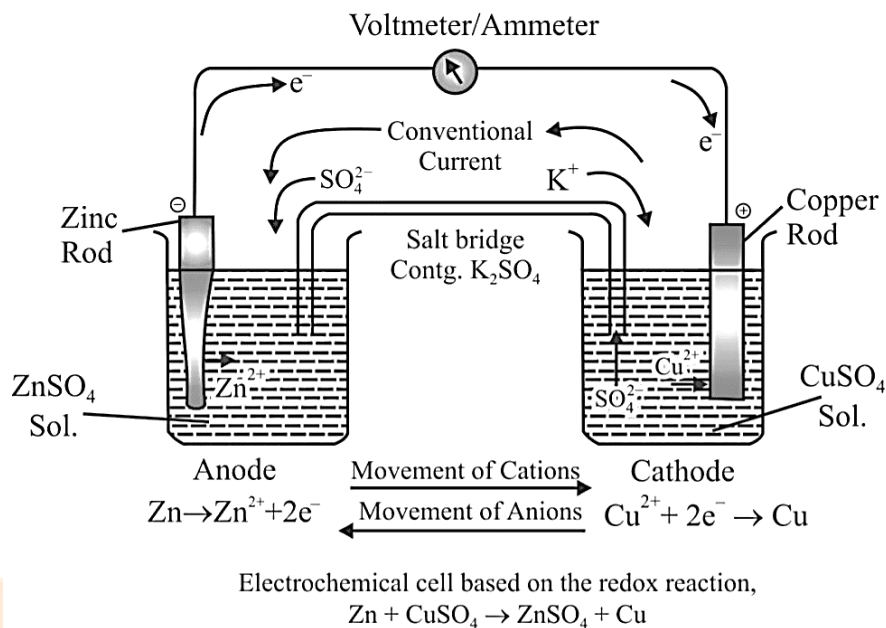 Voltmeter/Ammeter
e⁻
e⁻
Conventional
Current
SO₄²⁻
K⁺
⊖
⊕
Zinc
Rod
Copper
Rod
Salt bridge
Contg. K₂SO₄
Zn²⁺
Cu²⁺
SO₄²⁻
ZnSO₄
Sol.
CuSO₄
Sol.
Anode
Movement of Cations
Cathode
Zn→Zn²⁺+2e⁻
Movement of Anions
Cu²⁺+ 2e⁻ → Cu
Electrochemical cell based on the redox reaction,
Zn + CuSO₄ → ZnSO₄ + Cu